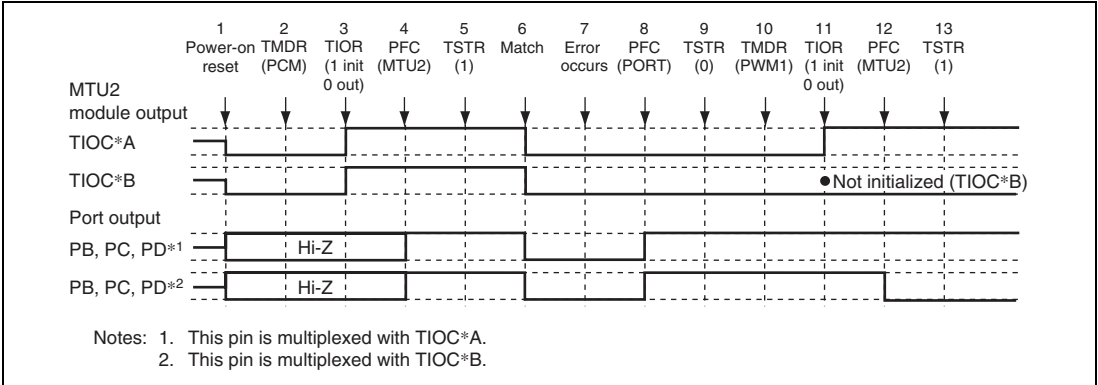 1 2 3 4 5 6 7 8 9 10 11 12 13
Power-on TMDR TIOR PFC TSTR Match Error PFC TSTR TMDR TIOR PFC TSTR
reset (PCM) (1 init (MTU2) (1) occurs (PORT) (0) (PWM1) (1 init (MTU2) (1)
0 out) 0 out)
MTU2
module output
TIOC*A
TIOC*B
● Not initialized (TIOC*B)
Port output
PB, PC, PD*1 Hi-Z
PB, PC, PD*2 Hi-Z
Notes: 1. This pin is multiplexed with TIOC*A.
2. This pin is multiplexed with TIOC*B.